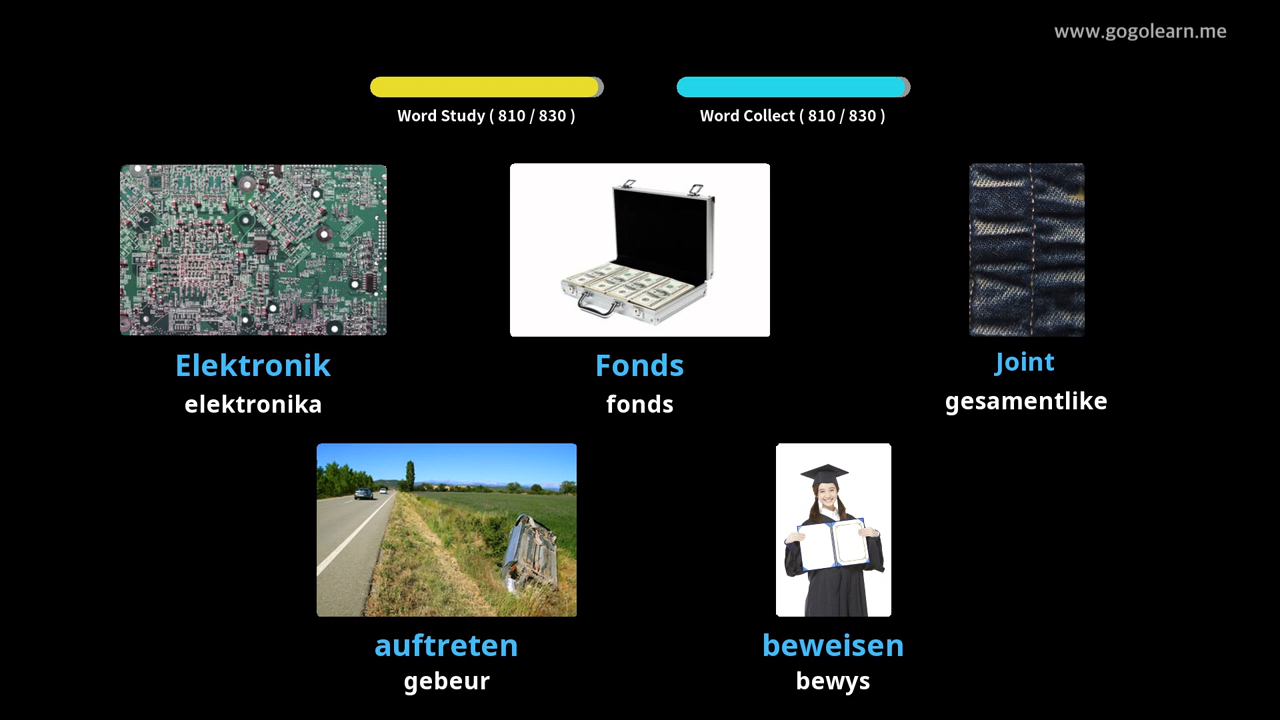 www.gogolearn.me
Word Study ( 810 / 830 )
Word Collect ( 810 / 830 )
Elektronik
elektronika
Fonds
fonds
Joint
gesamentlike
auftreten
gebeur
beweisen
bewys